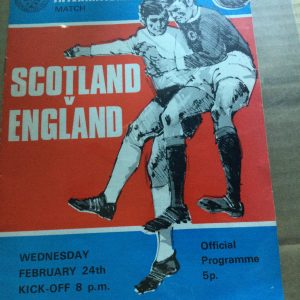 MATCH
SCOTLAND
v
ENGLAND
WEDNESDAY
FEBRUARY 24th
KICK-OFF 8 p.m.
Official
Programme
5p.